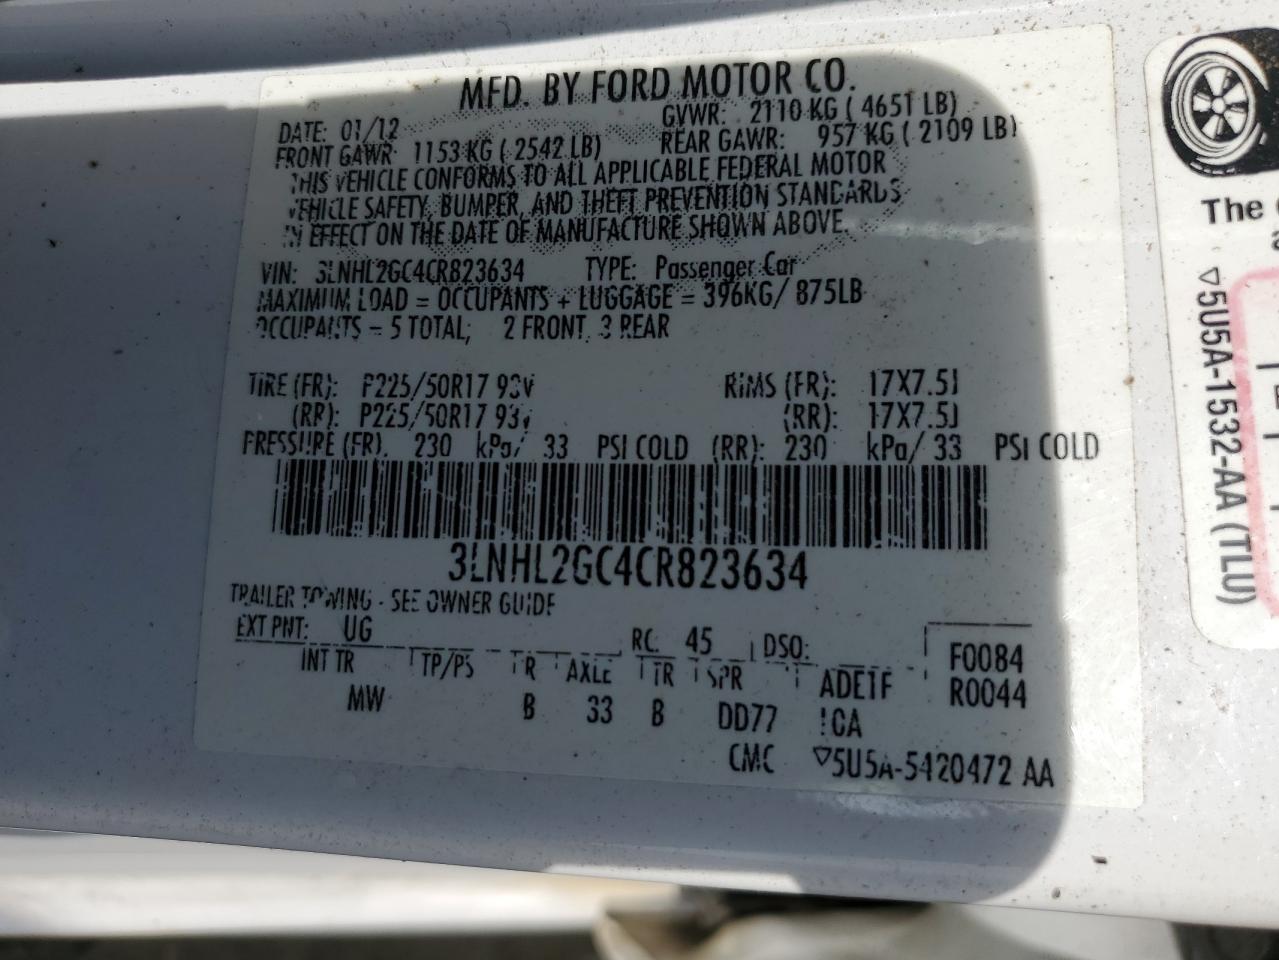 MFD. BY FORD MOTOR CO.
DATE: 01/12 GVWR: 2110 KG ( 4651 LB)
FRONT GAWR: 1153 KG ( 2542 LB) REAR GAWR: 957 KG ( 2109 LB)
THIS VEHICLE CONFORMS TO ALL APPLICABLE FEDERAL MOTOR
VEHICLE SAFETY, BUMPER, AND THEFT PREVENTION STANDARDS
IN EFFECT ON THE DATE OF MANUFACTURE SHOWN ABOVE.
VIN: 3LNHL2GC4CR823634 TYPE: Passenger Car
MAXIMUM LOAD = OCCUPANTS + LUGGAGE = 396KG/ 875LB
OCCUPANTS = 5 TOTAL; 2 FRONT, 3 REAR
TIRE (FR): P225/50R17 93V RIMS (FR): 17X7.5J
(RR): P225/50R17 93V (RR): 17X7.5J
PRESSURE (FR): 230 kPa/ 33 PSI COLD (RR): 230 kPa/ 33 PSI COLD
3LNHL2GC4CR823634
TRAILER TOWING - SEE OWNER GUIDE
EXT PNT: UG RC: 45 DSO: F0084
INT TR TP/PS R AXLE TR SPR ADETF R0044
MW B 33 B DD77 !CA
CMC ▽5U5A-5420472 AA
The
▽5U5A-1532-AA (TLU)